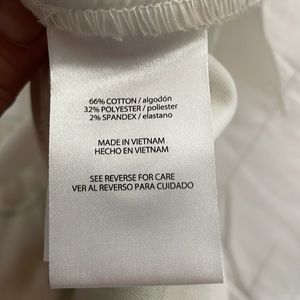 66% COTTON / algodón
32% POLYESTER / poliester
2% SPANDEX / elastano
MADE IN VIETNAM
HECHO EN VIETNAM
SEE REVERSE FOR CARE
VER AL REVERSO PARA CUIDADO